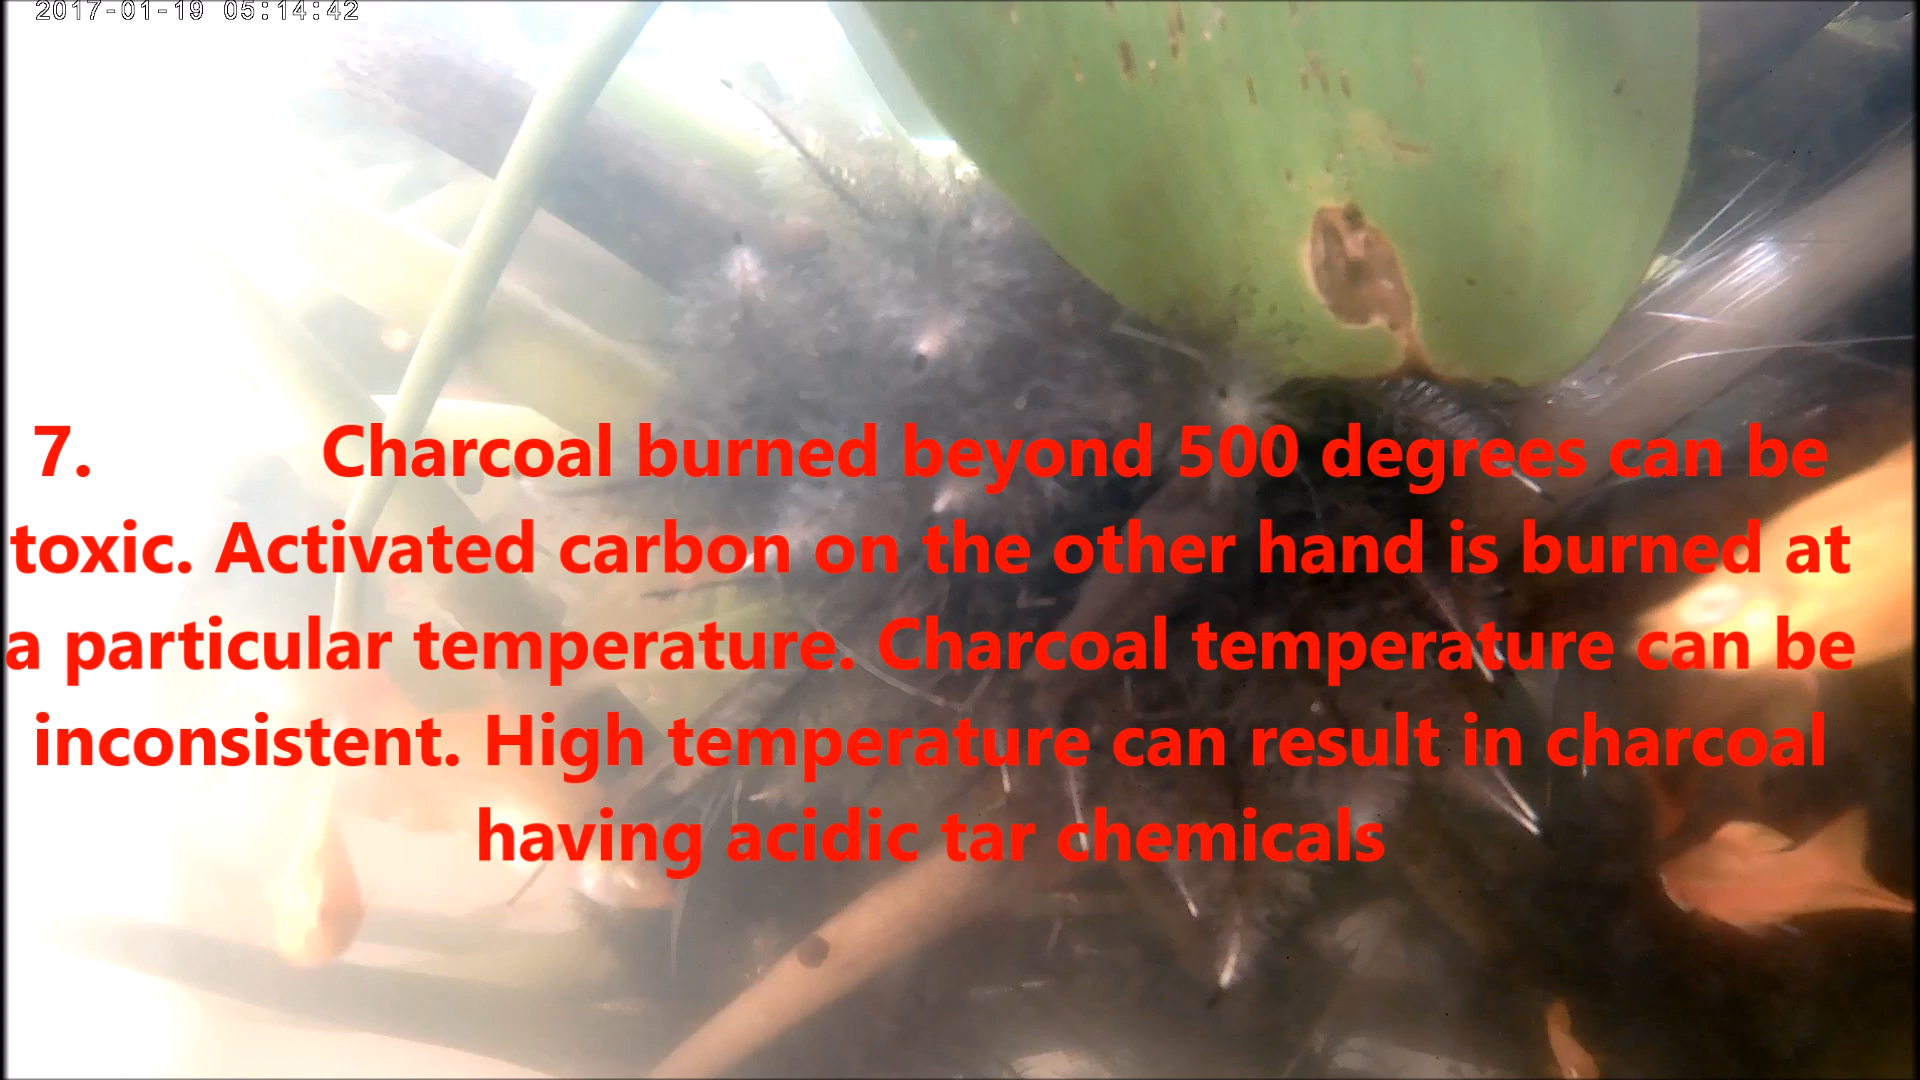 2017-01-19 05:14:42
7. Charcoal burned beyond 500 degrees can be
toxic. Activated carbon on the other hand is burned at
a particular temperature. Charcoal temperature can be
inconsistent. High temperature can result in charcoal
having acidic tar chemicals